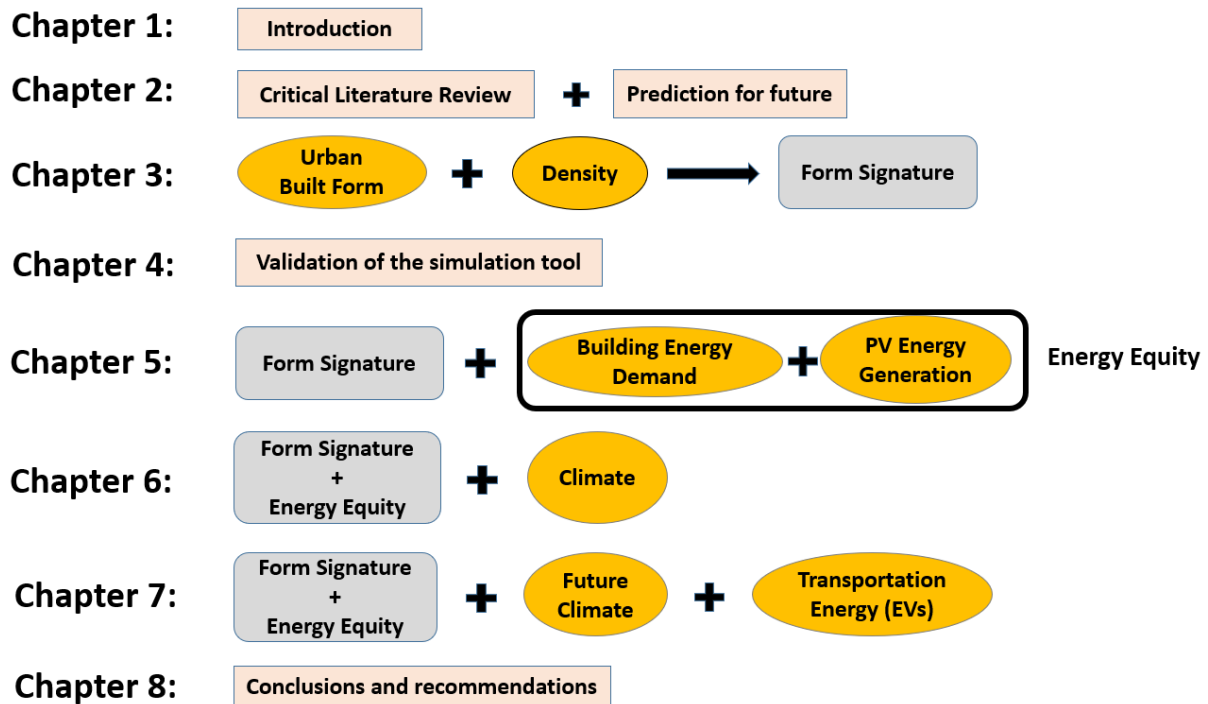 Chapter 1:
Introduction
Chapter 2:
Critical Literature Review
+
Prediction for future
Chapter 3:
Urban
Built Form
+
Density
Form Signature
Chapter 4:
Validation of the simulation tool
Chapter 5:
Form Signature
+
Building Energy
Demand
+
PV Energy
Generation
Energy Equity
Chapter 6:
Form Signature
+
Energy Equity
+
Climate
Chapter 7:
Form Signature
+
Energy Equity
+
Future
Climate
+
Transportation
Energy (EVs)
Chapter 8:
Conclusions and recommendations